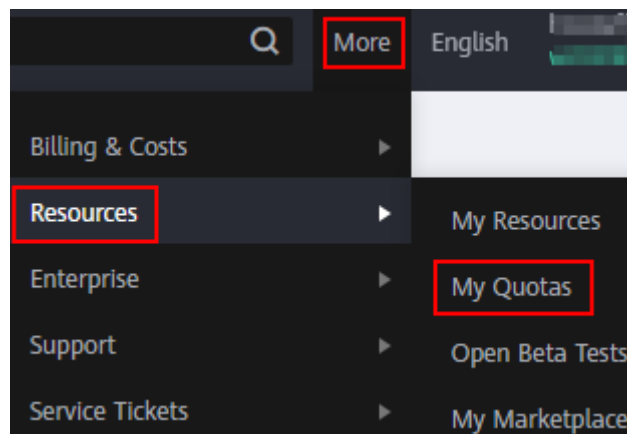 More English
Billing & Costs
Resources
My Resources
Enterprise
My Quotas
Support
Open Beta Tests
Service Tickets
My Marketplace